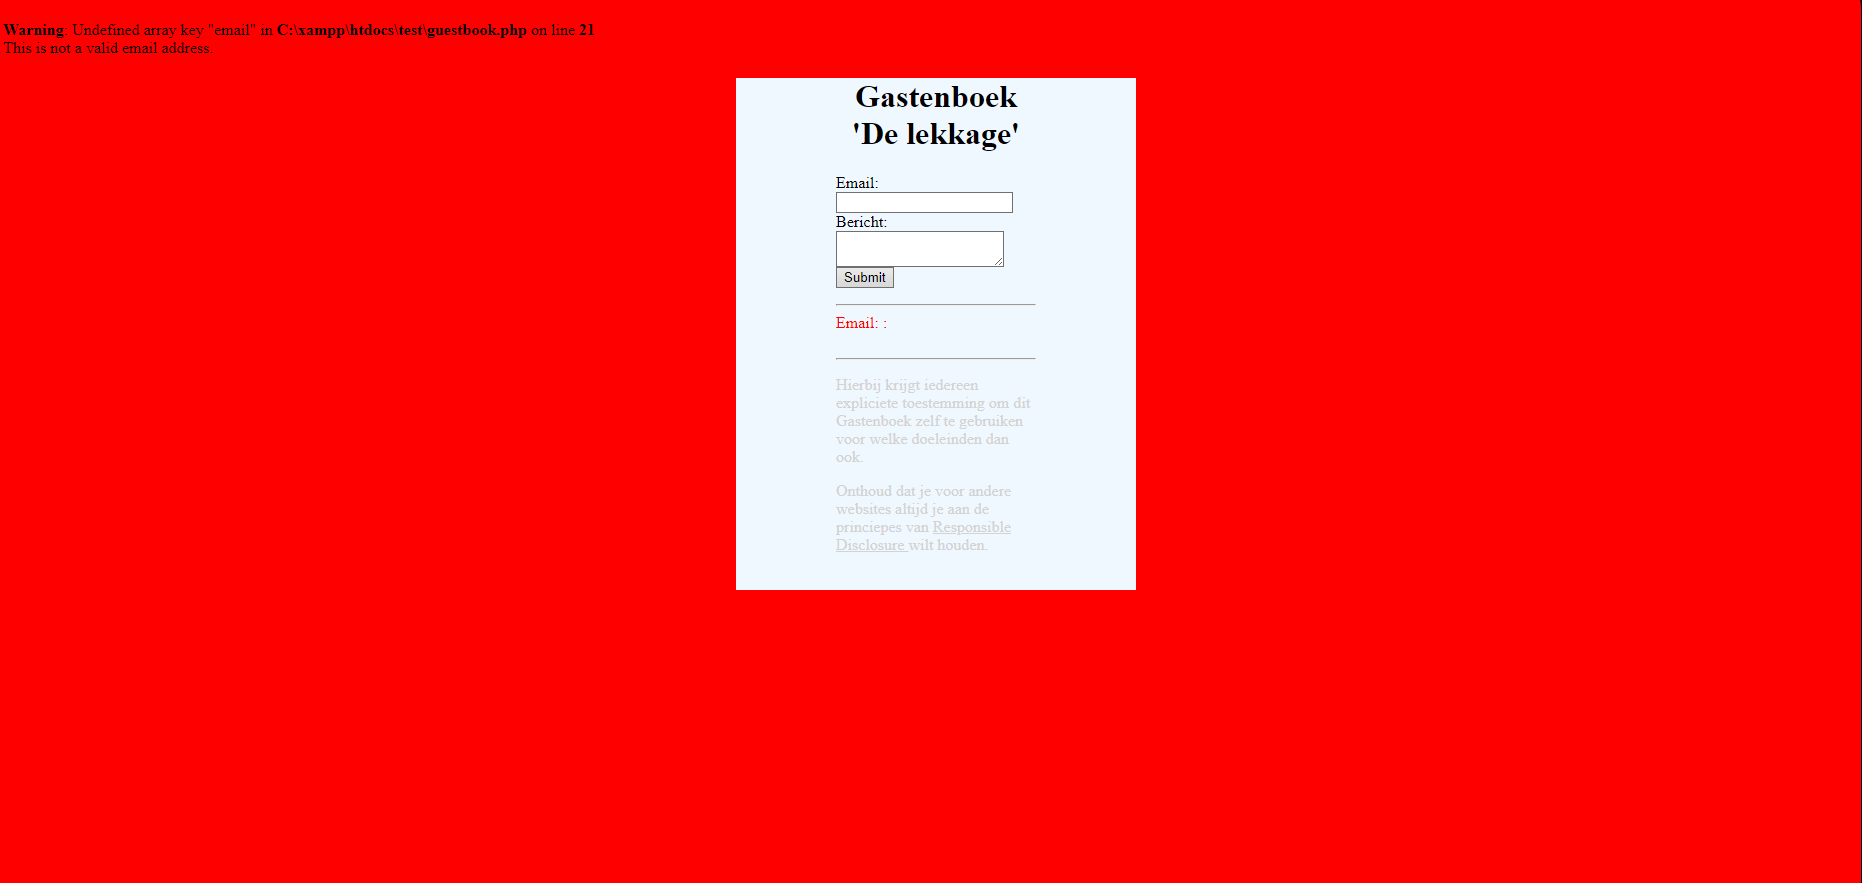 Warning: Undefined array key "email" in C:\xampp\htdocs\test\guestbook.php on line 21
This is not a valid email address.
Gastenboek
'De lekkage'
Email:
Bericht:
Submit
Email: :
Hierbij krijgt iedereen
expliciete toestemming om dit
Gastenboek zelf te gebruiken
voor welke doeleinden dan
ook.
Onthoud dat je voor andere
websites altijd je aan de
princiepes van Responsible
Disclosure wilt houden.